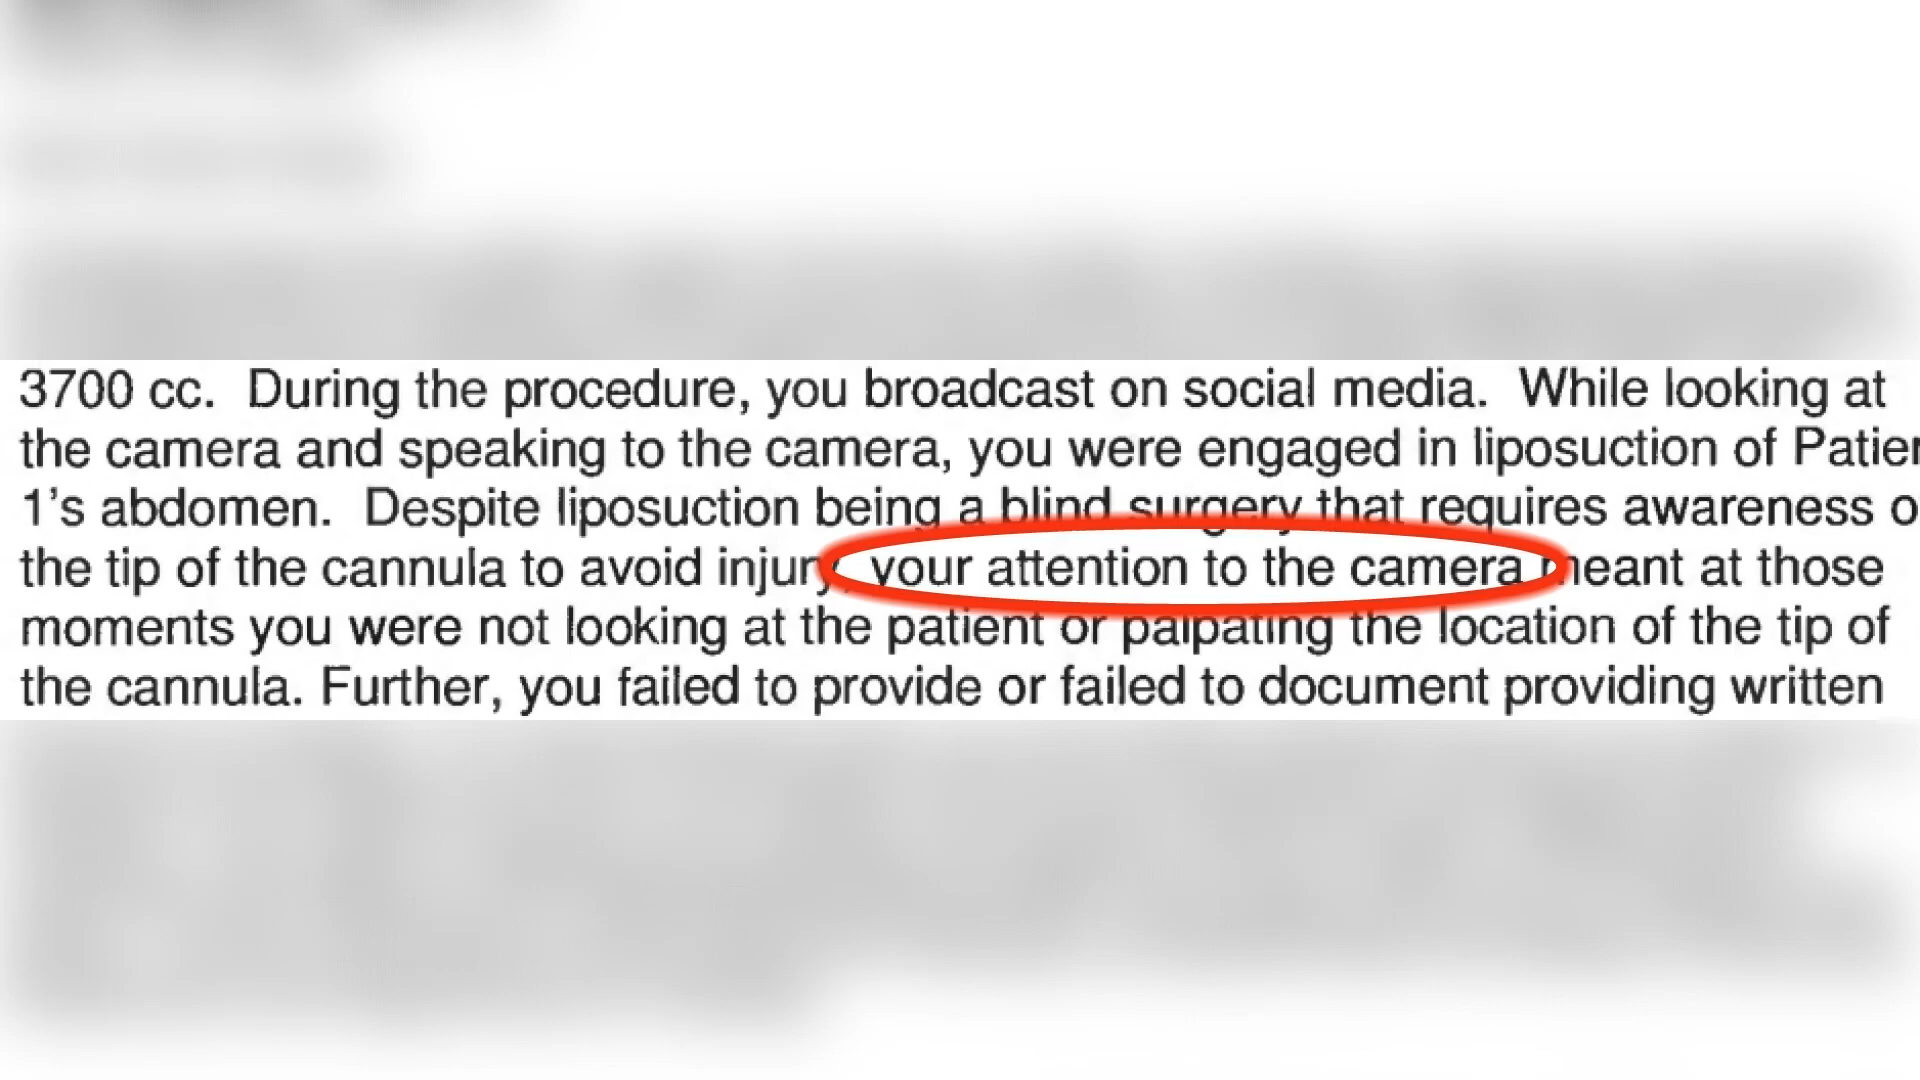 3700 cc.  During the procedure, you broadcast on social media.  While looking at
the camera and speaking to the camera, you were engaged in liposuction of Patien
1's abdomen.  Despite liposuction being a blind surgery that requires awareness o
the tip of the cannula to avoid injury, your attention to the camera meant at those
moments you were not looking at the patient or palpating the location of the tip of
the cannula. Further, you failed to provide or failed to document providing written